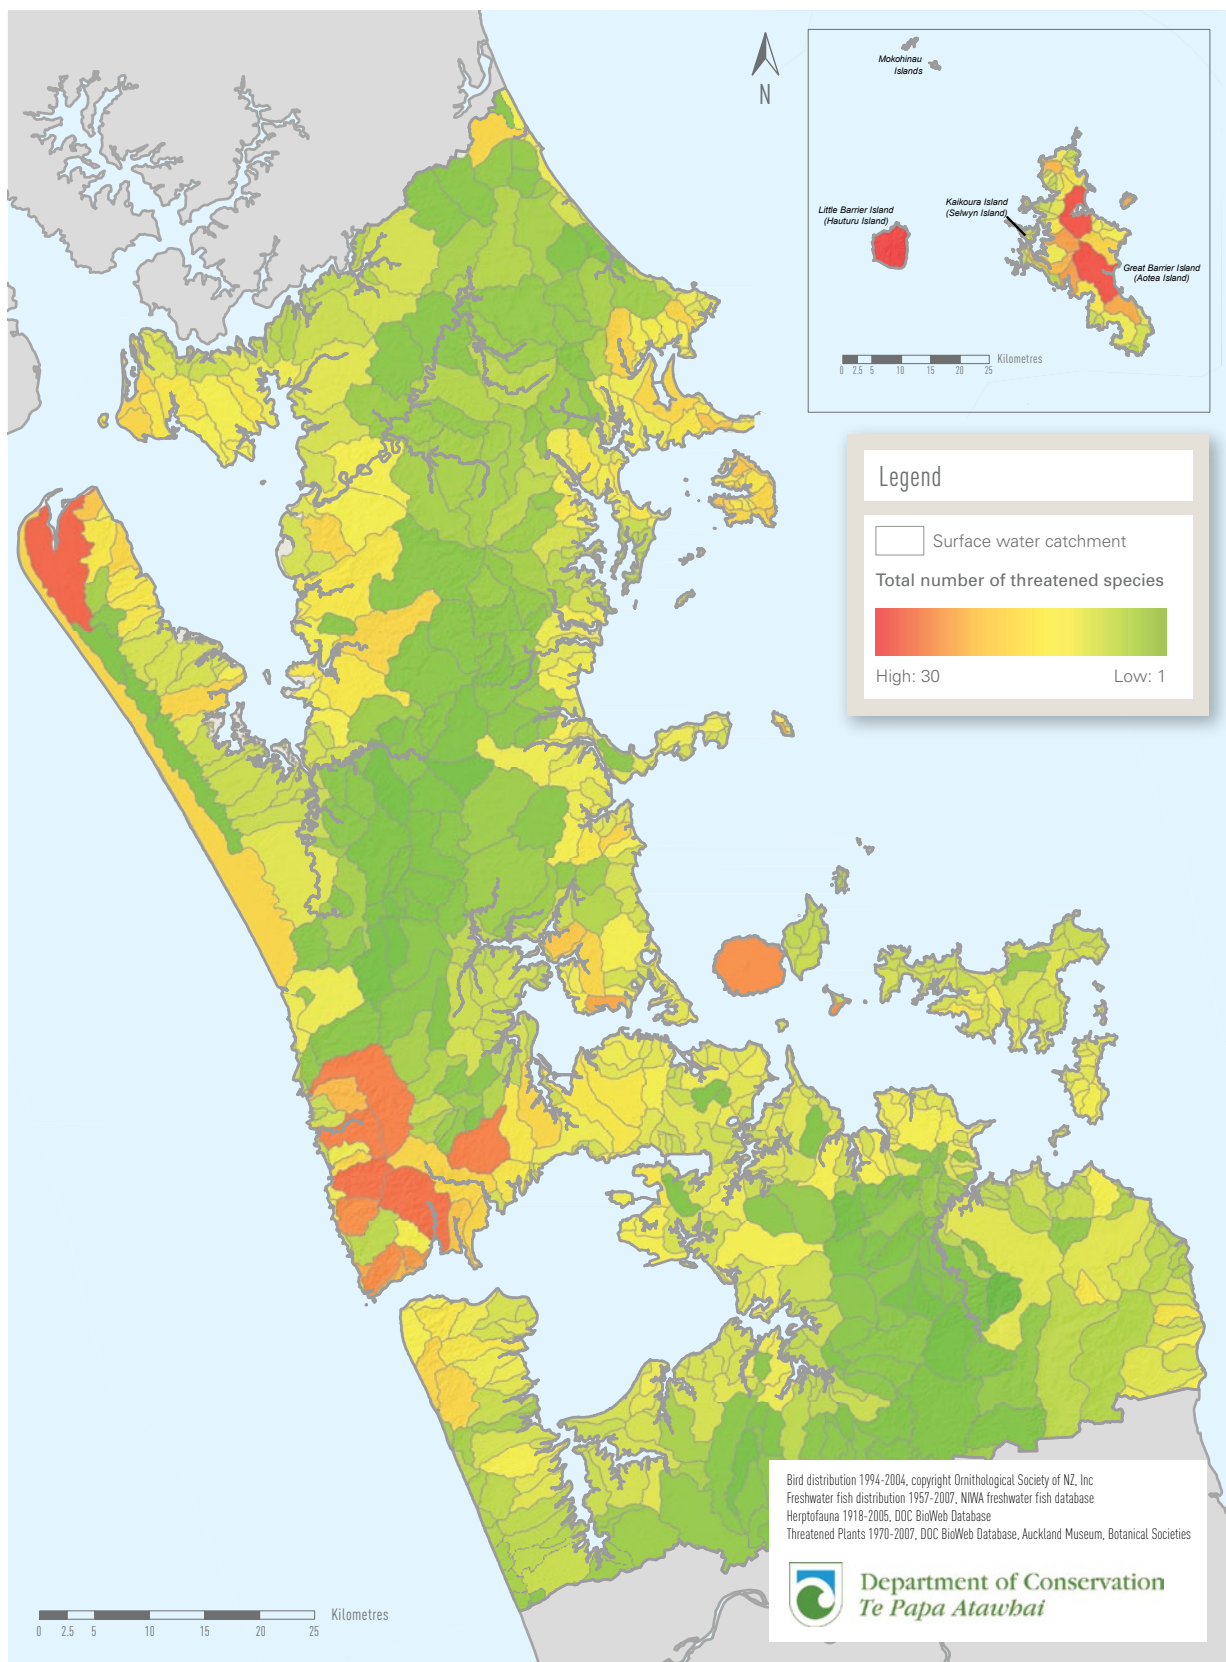 N
Mokohinau
Islands
Little Barrier Island
(Hauturu Island)
Kaikoura Island
(Selwyn Island)
Great Barrier Island
(Aotea Island)
Kilometres
0 2.5 5 10 15 20 25
Legend
Surface water catchment
Total number of threatened species
High: 30 Low: 1
Bird distribution 1994-2004, copyright Ornithological Society of NZ, Inc
Freshwater fish distribution 1957-2007, NIWA freshwater fish database
Herptofauna 1918-2005, DOC BioWeb Database
Threatened Plants 1970-2007, DOC BioWeb Database, Auckland Museum, Botanical Societies
Department of Conservation
Te Papa Atawhai
Kilometres
0 2.5 5 10 15 20 25